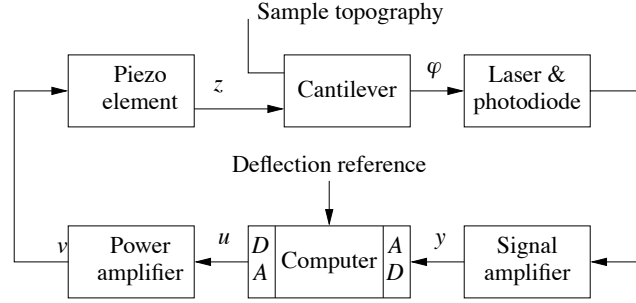 Sample topography
Piezo
element
z
Cantilever
φ
Laser &
photodiode
Deflection reference
v
Power
amplifier
u
D
A
Computer
A
D
y
Signal
amplifier